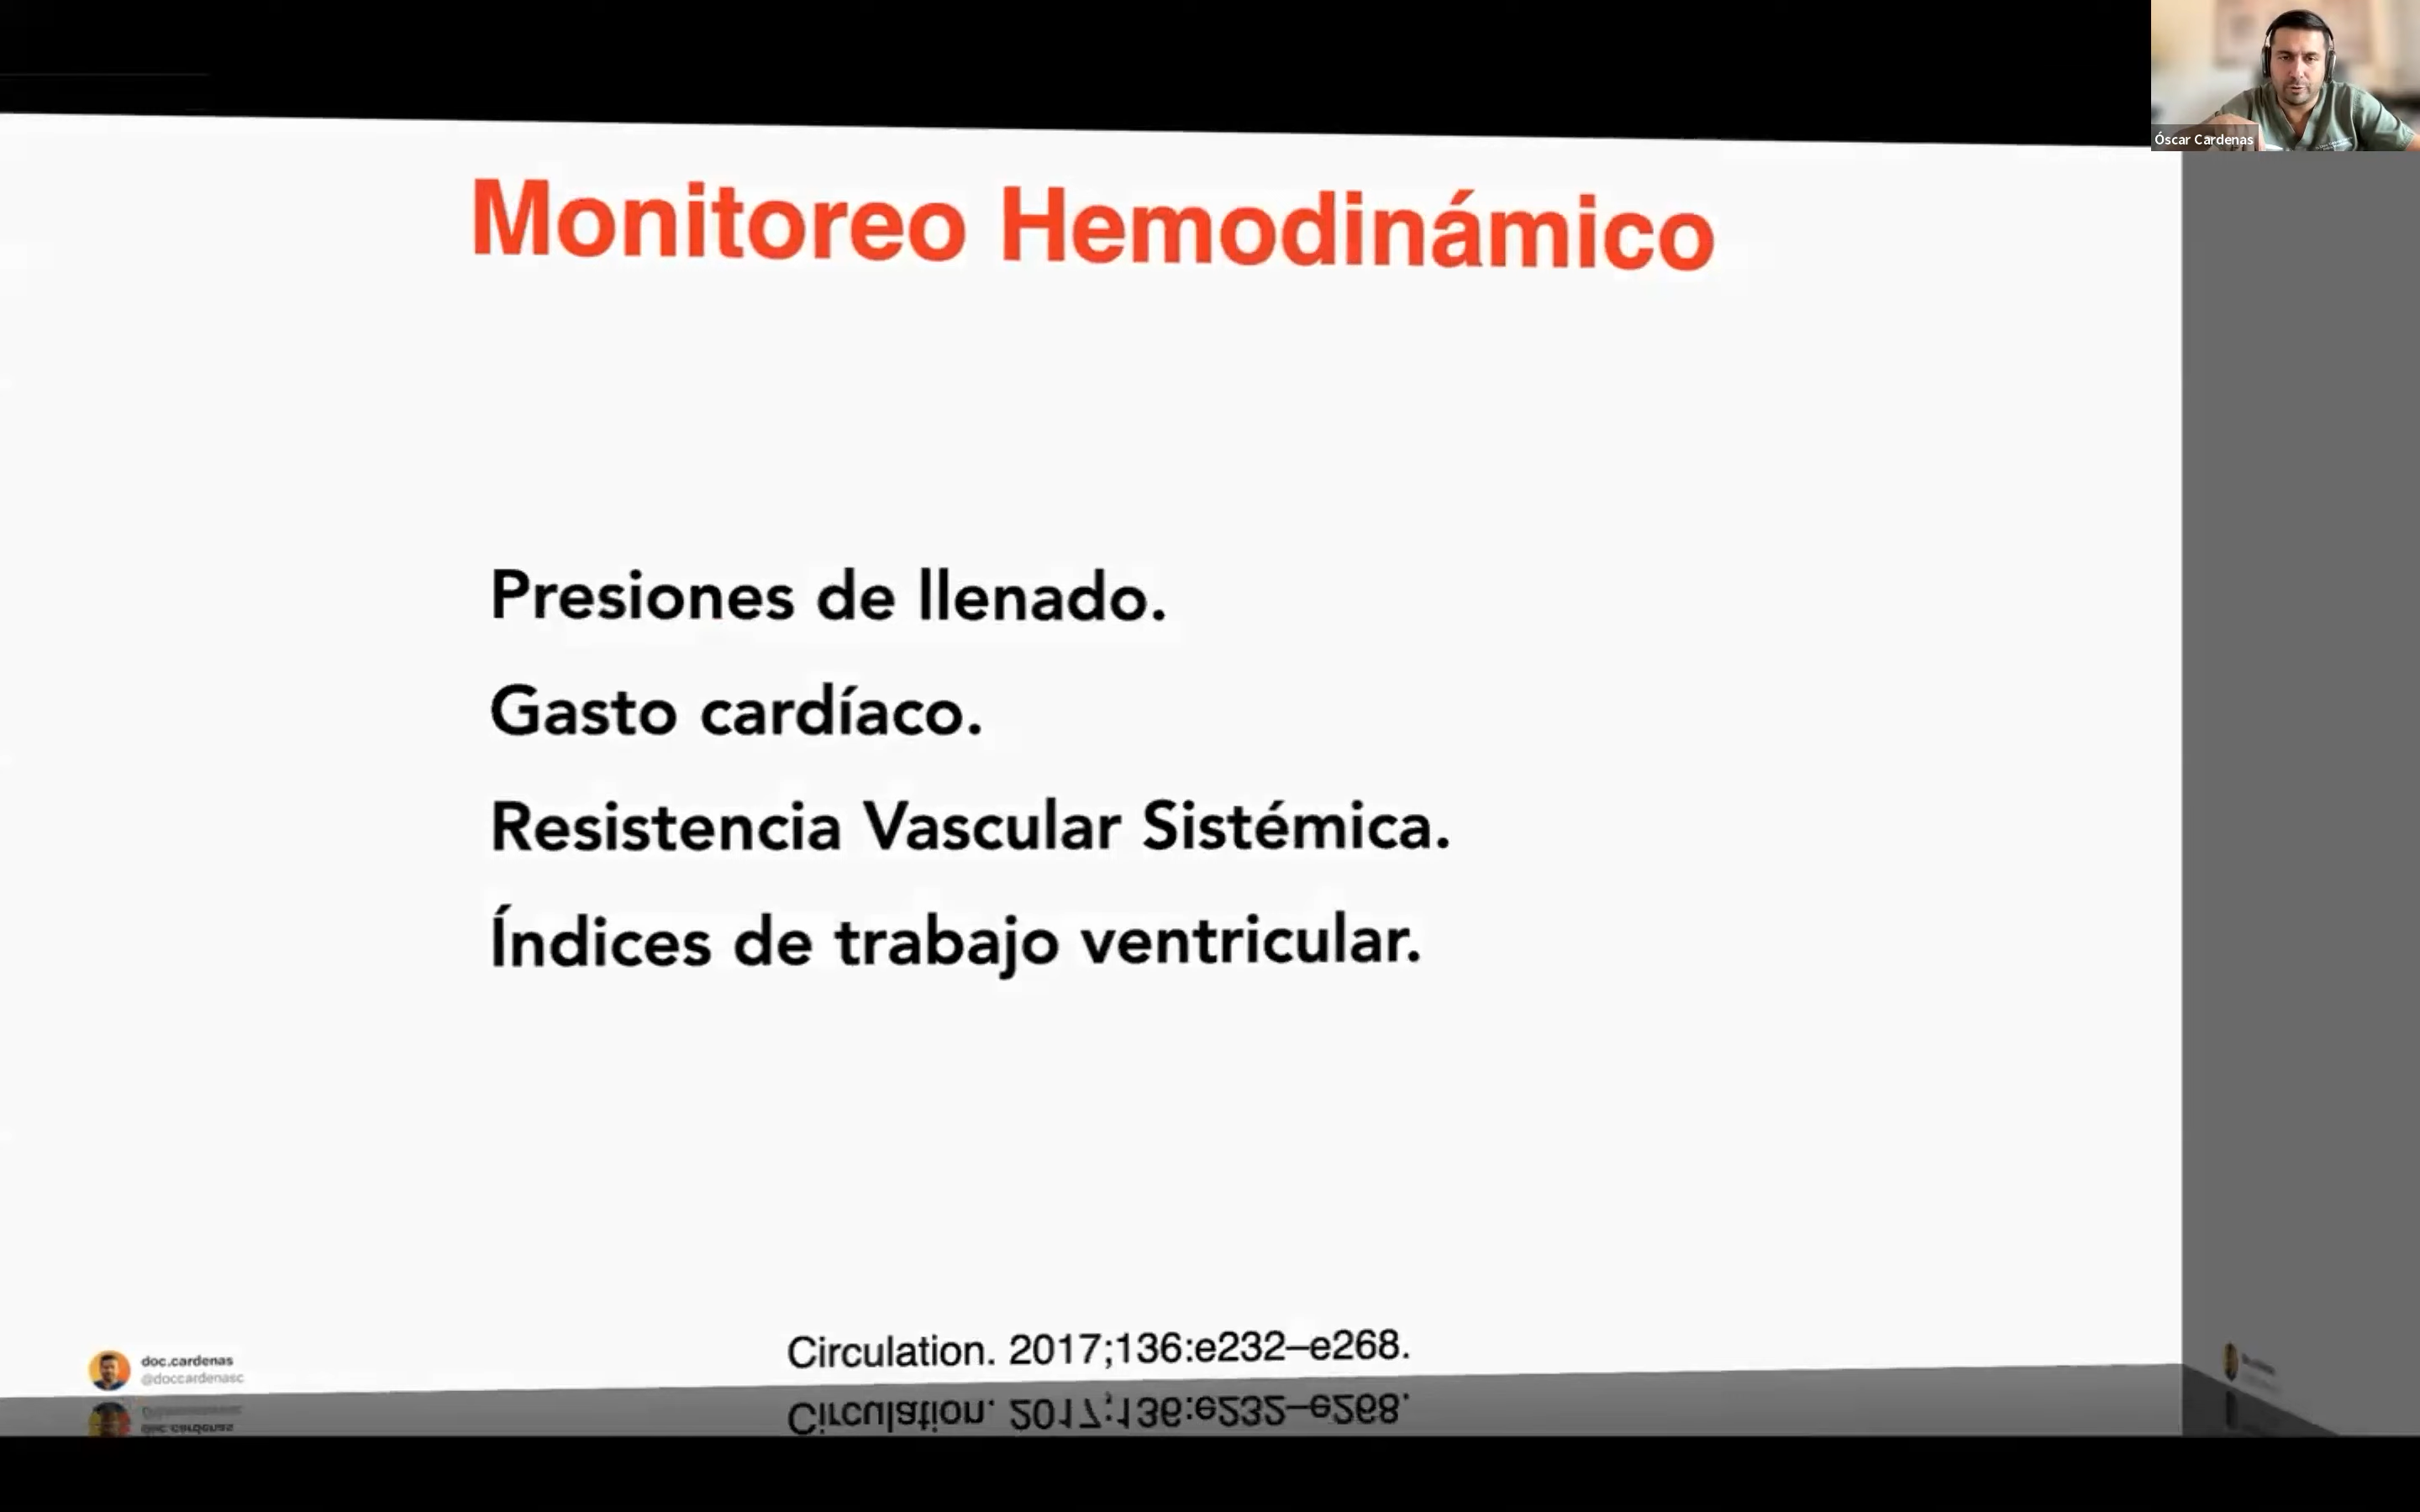 Óscar Cardenas
Monitoreo Hemodinámico
Presiones de llenado.
Gasto cardíaco.
Resistencia Vascular Sistémica.
Índices de trabajo ventricular.
Circulation. 2017;136:e232–e268.
doc.cardenas
@doccardenasc